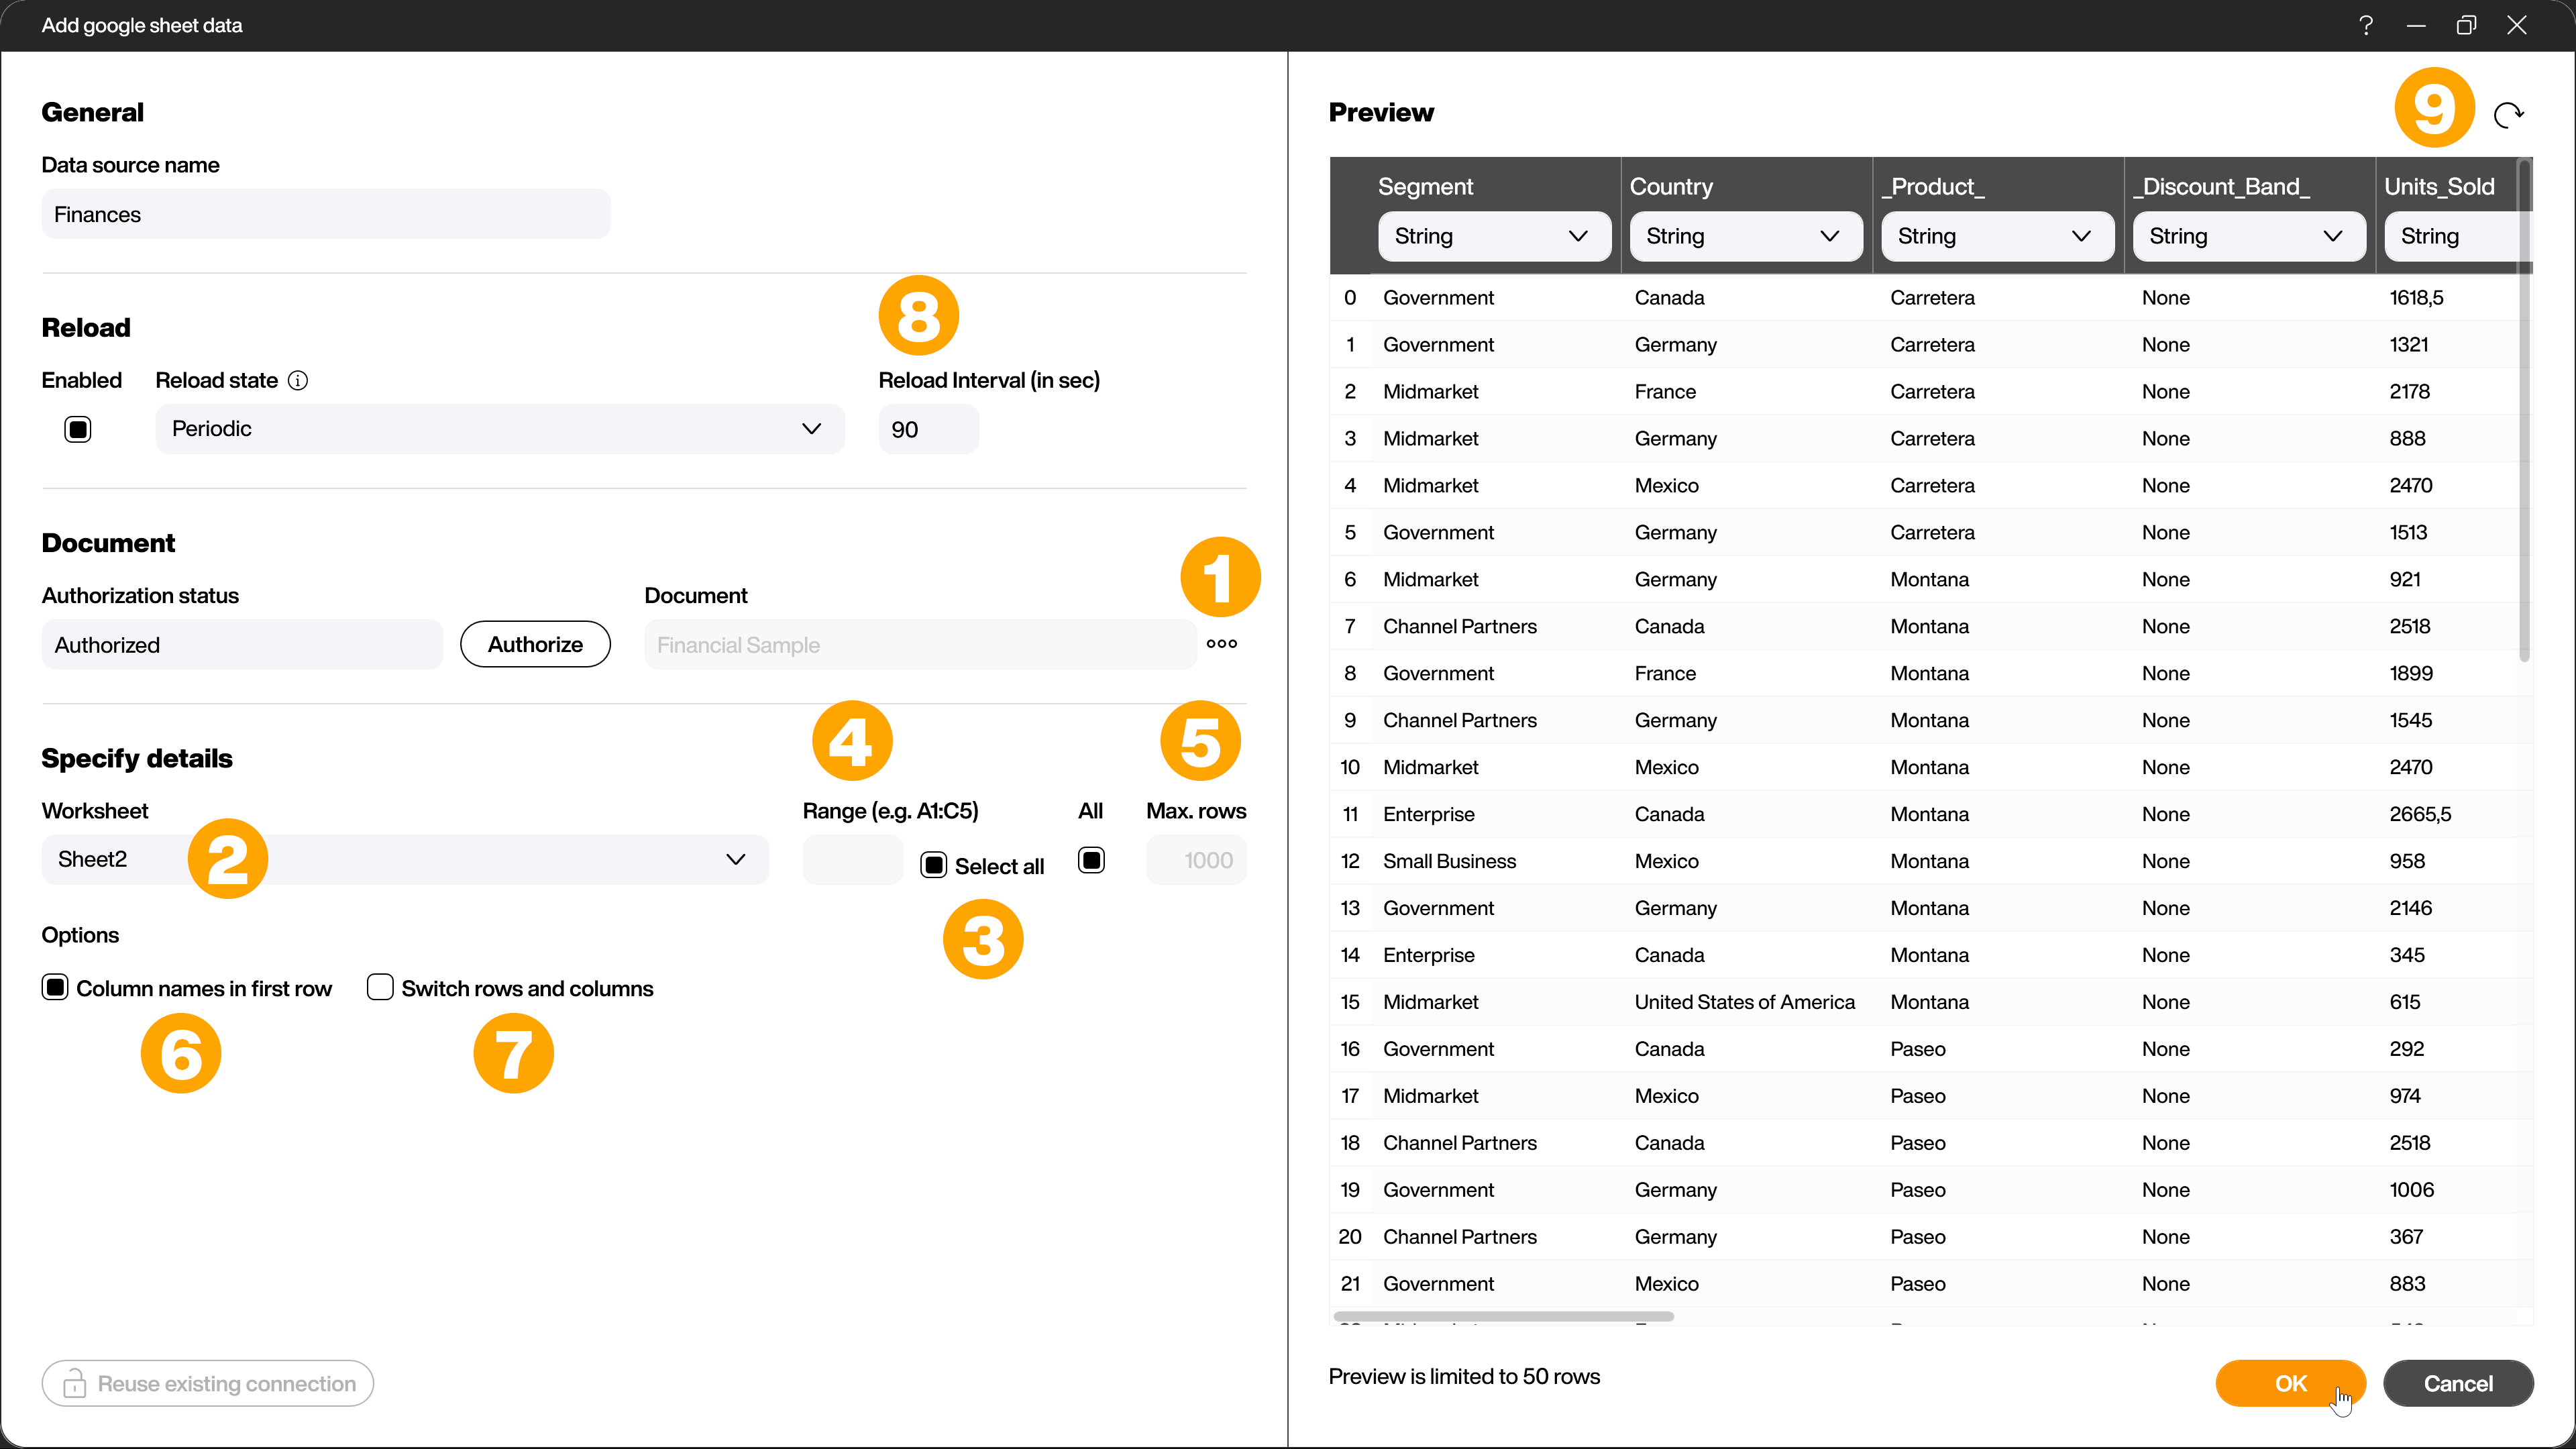 Add google sheet data
?
General
Data source name
Finances
Reload
8
Enabled Reload state Reload Interval (in sec)
Periodic 90
Document
1
Authorization status Document
Authorized Authorize Financial Sample
4 5
Specify details
Worksheet Range (e.g. A1:C5) All Max. rows
Sheet2 2 Select all 1000
3
Options
Column names in first row Switch rows and columns
6 7
Reuse existing connection
Preview 9
Segment Country _Product_ _Discount_Band_ Units_Sold
String String String String String
0 Government Canada Carretera None 1618,5
1 Government Germany Carretera None 1321
2 Midmarket France Carretera None 2178
3 Midmarket Germany Carretera None 888
4 Midmarket Mexico Carretera None 2470
5 Government Germany Carretera None 1513
6 Midmarket Germany Montana None 921
7 Channel Partners Canada Montana None 2518
8 Government France Montana None 1899
9 Channel Partners Germany Montana None 1545
10 Midmarket Mexico Montana None 2470
11 Enterprise Canada Montana None 2665,5
12 Small Business Mexico Montana None 958
13 Government Germany Montana None 2146
14 Enterprise Canada Montana None 345
15 Midmarket United States of America Montana None 615
16 Government Canada Paseo None 292
17 Midmarket Mexico Paseo None 974
18 Channel Partners Canada Paseo None 2518
19 Government Germany Paseo None 1006
20 Channel Partners Germany Paseo None 367
21 Government Mexico Paseo None 883
Preview is limited to 50 rows
OK Cancel